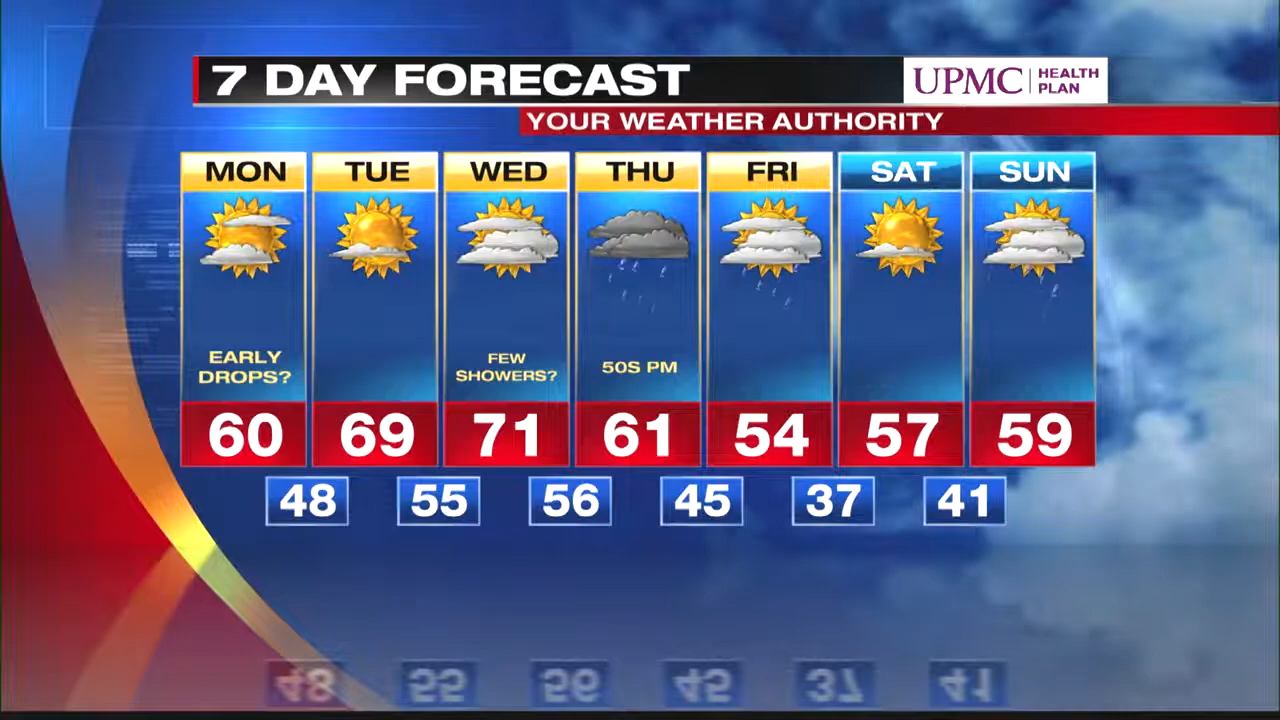 7 DAY FORECAST
UPMC HEALTH PLAN
YOUR WEATHER AUTHORITY
MON TUE WED THU FRI SAT SUN
EARLY DROPS?
FEW SHOWERS?
50S PM
60 69 71 61 54 57 59
48 55 56 45 37 41